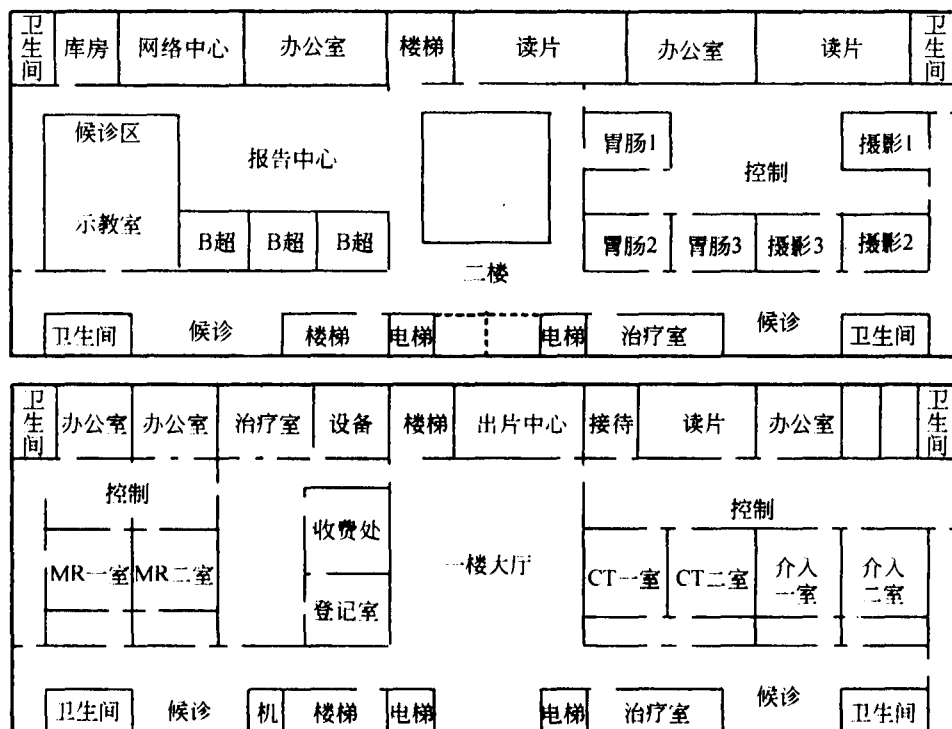 卫生间 库房 网络中心 办公室 楼梯 读片 办公室 读片 卫生间
候诊区 胃肠1 摄影1
报告中心 控制
示教室 B超 B超 B超 胃肠2 胃肠3 摄影3 摄影2
二楼
卫生间 候诊 楼梯 电梯 电梯 治疗室 候诊 卫生间
卫生间 办公室 办公室 治疗室 设备 楼梯 出片中心 接待 读片 办公室 卫生间
控制 控制
收费处
MR一室 MR二室 一楼大厅 CT一室 CT二室 介入一室 介入二室
登记室
卫生间 候诊 机 楼梯 电梯 电梯 治疗室 候诊 卫生间